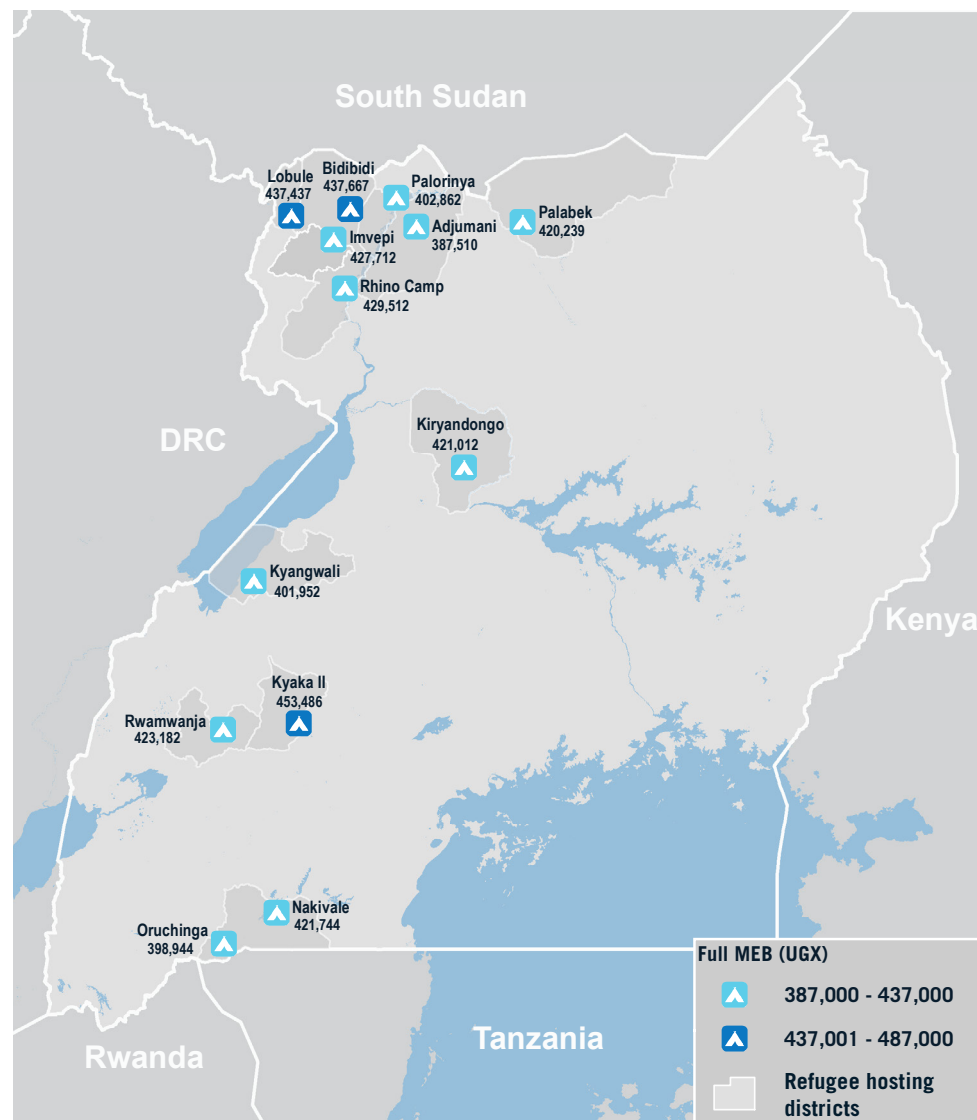 South Sudan
Lobule
437,437
Bidibidi
437,667
Palorinya
402,862
Adjumani
387,510
Palabek
420,239
Imvepi
427,712
Rhino Camp
429,512
DRC
Kiryandongo
421,012
Kyangwali
401,952
Kenya
Kyaka II
453,486
Rwamwanja
423,182
Nakivale
421,744
Oruchinga
398,944
Rwanda
Tanzania
Full MEB (UGX)
387,000 - 437,000
437,001 - 487,000
Refugee hosting
districts